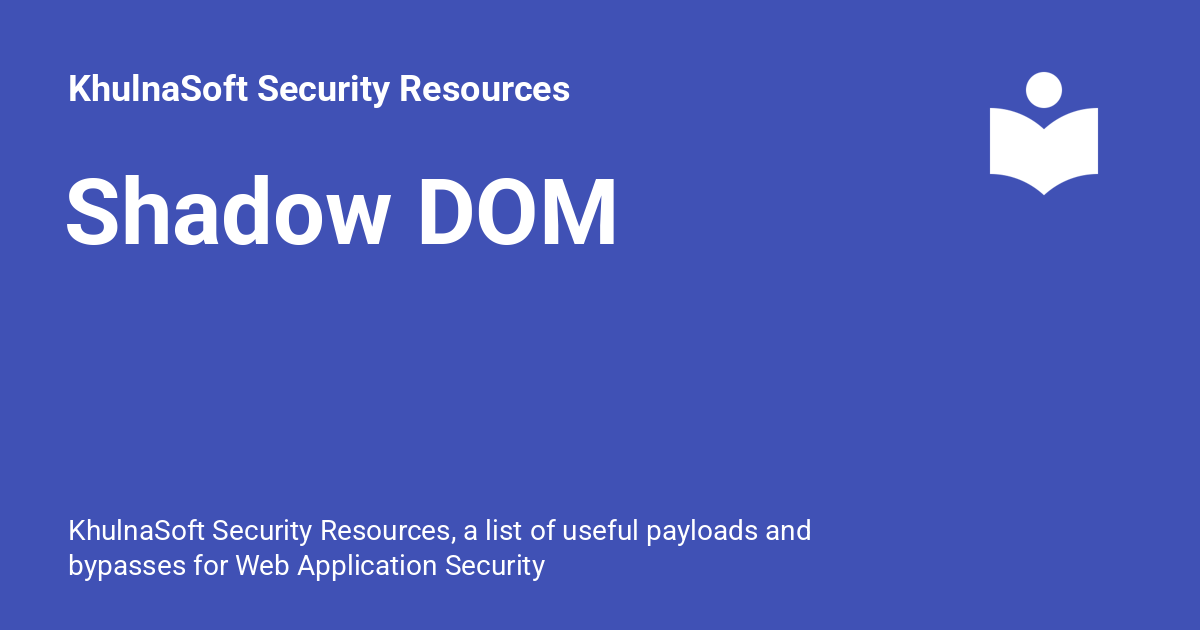 KhulnaSoft Security Resources
Shadow DOM
KhulnaSoft Security Resources, a list of useful payloads and
bypasses for Web Application Security